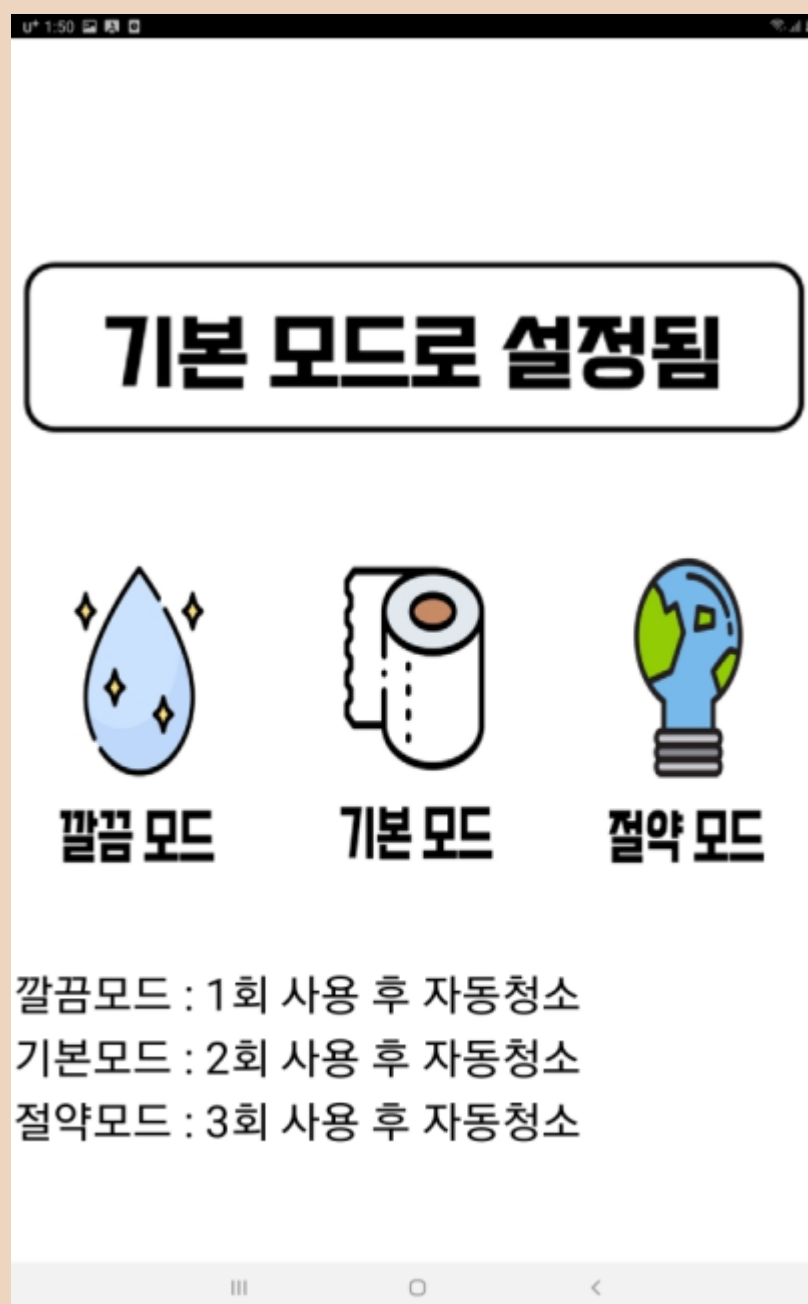 U⁺ 1:50
기본 모드로 설정됨
깔끔 모드 기본 모드 절약 모드
깔끔모드 : 1회 사용 후 자동청소
기본모드 : 2회 사용 후 자동청소
절약모드 : 3회 사용 후 자동청소